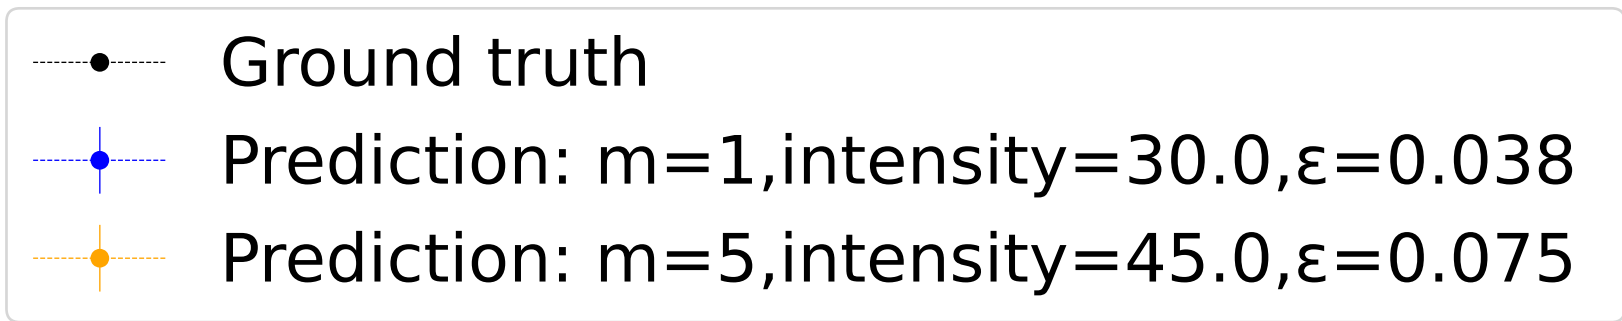 Ground truth
Prediction: m=1,intensity=30.0,ε=0.038
Prediction: m=5,intensity=45.0,ε=0.075